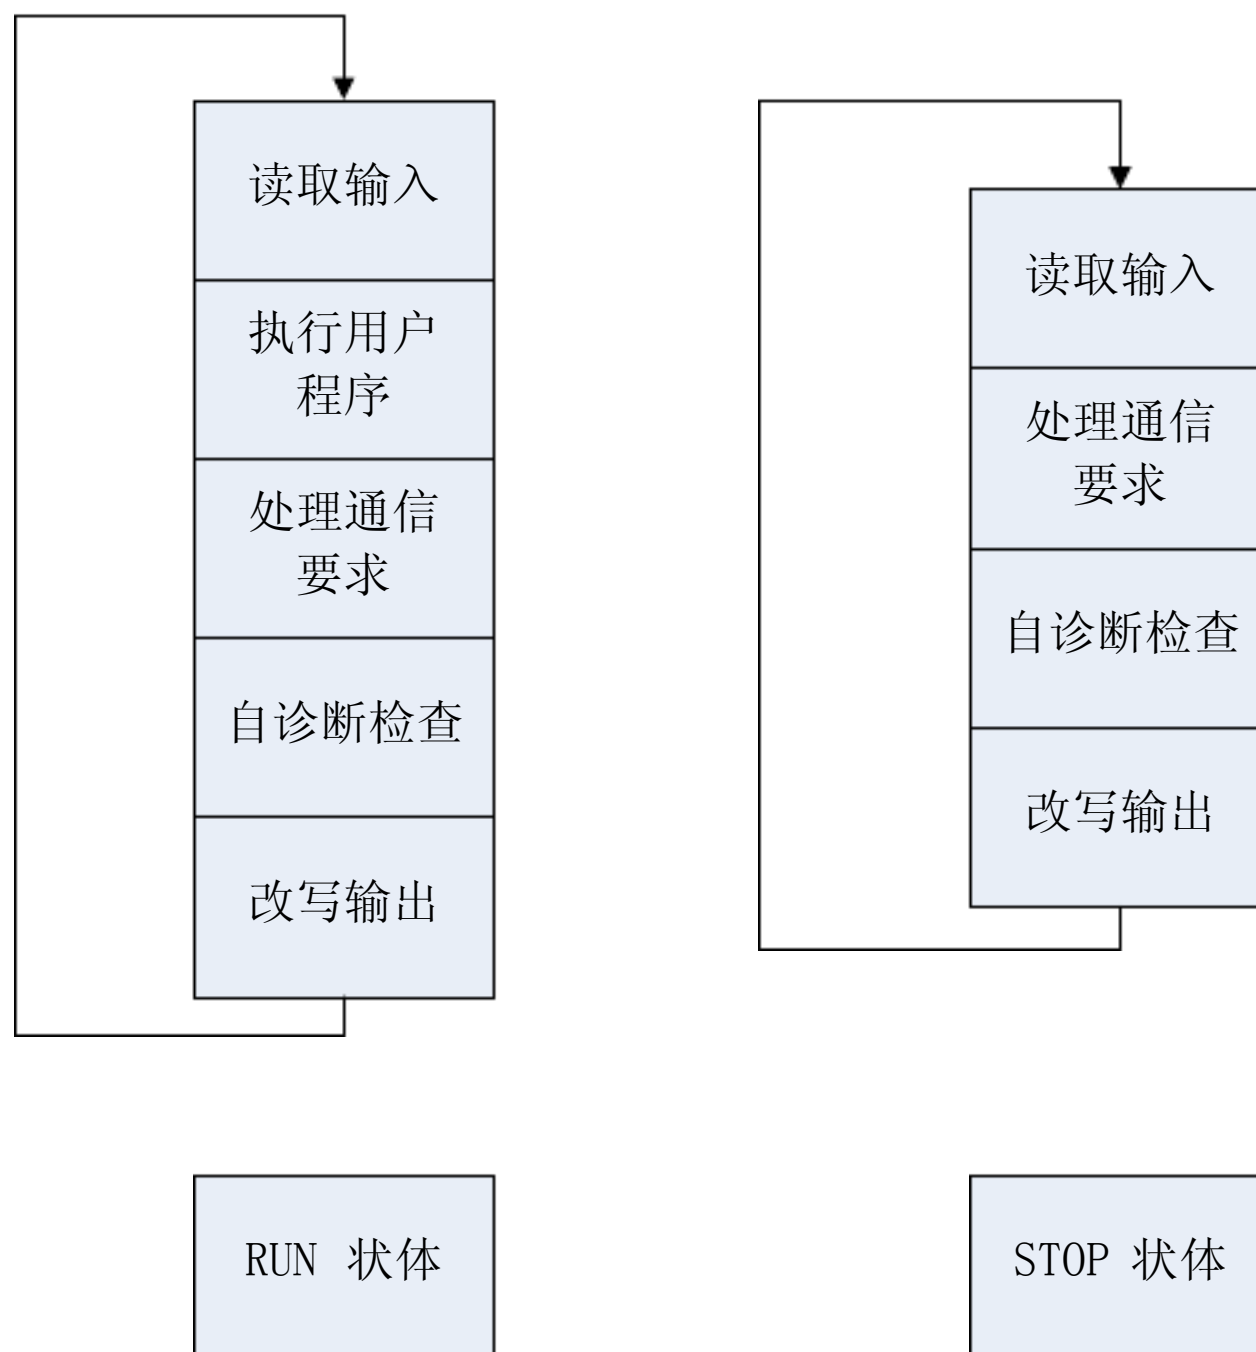 读取输入
执行用户
程序
处理通信
要求
自诊断检查
改写输出
RUN 状体
读取输入
处理通信
要求
自诊断检查
改写输出
STOP 状体